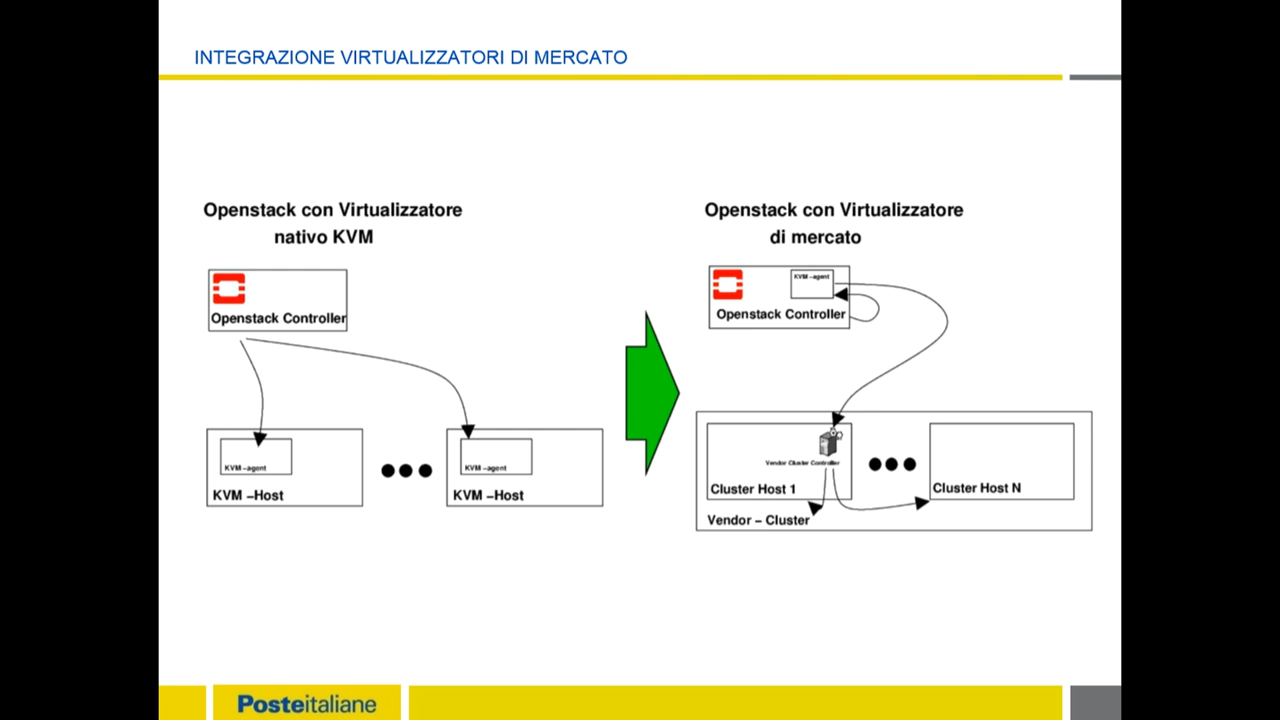 INTEGRAZIONE VIRTUALIZZATORI DI MERCATO
Openstack con Virtualizzatore
nativo KVM
Openstack Controller
KVM –agent
KVM –Host
KVM –agent
KVM –Host
Openstack con Virtualizzatore
di mercato
KVM –agent
Openstack Controller
Vendor Cluster Controller
Cluster Host 1
Cluster Host N
Vendor – Cluster
Posteitaliane